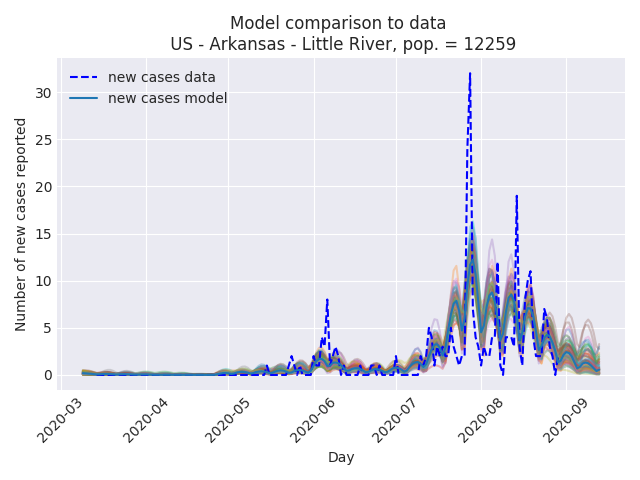 Model comparison to data
US - Arkansas - Little River, pop. = 12259
new cases data
new cases model
Number of new cases reported
30
25
20
15
10
5
0
2020-03
2020-04
2020-05
2020-06
2020-07
2020-08
2020-09
Day